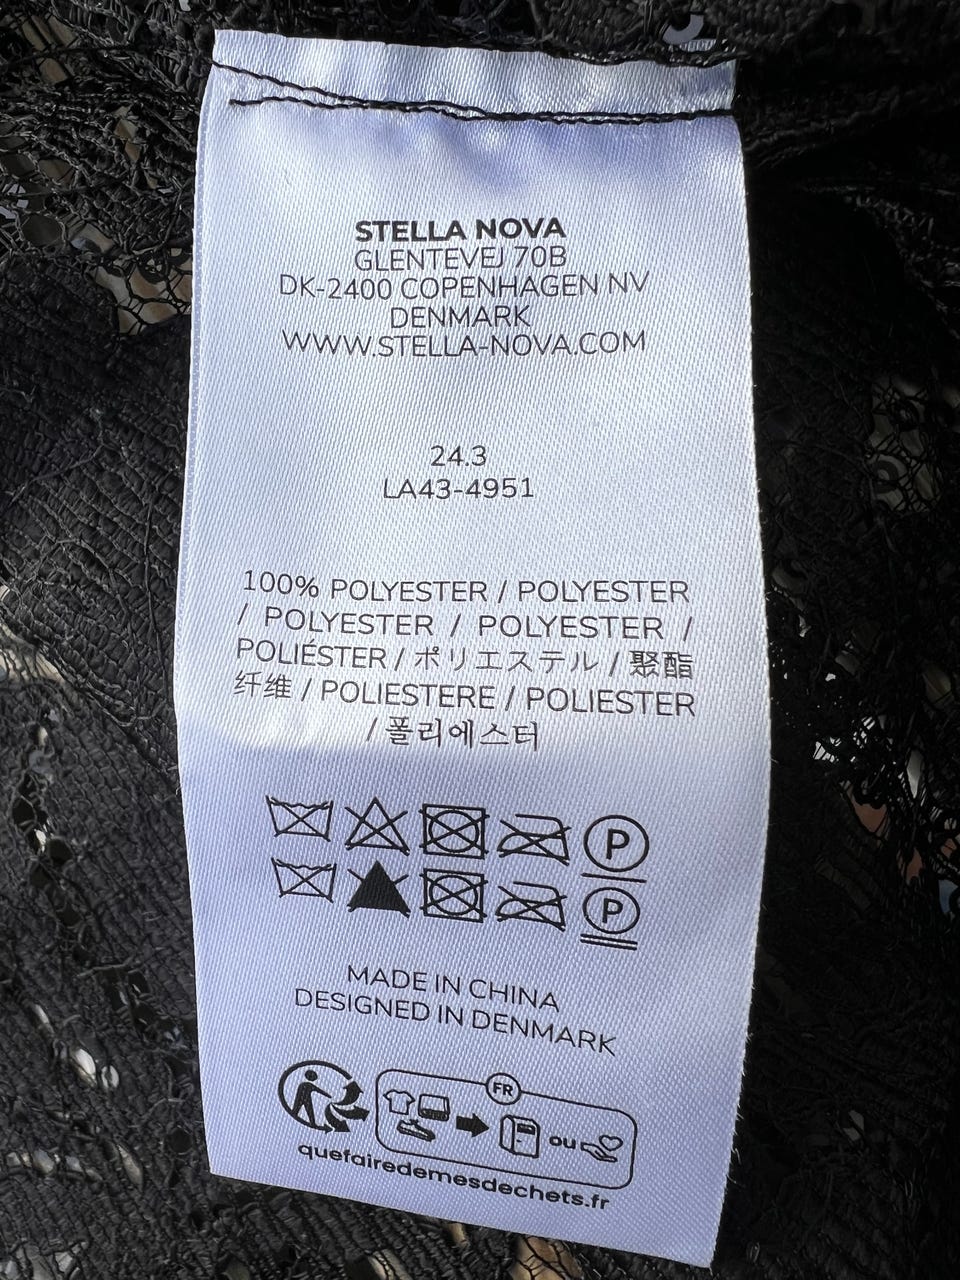 STELLA NOVA
GLENTEVEJ 70B
DK-2400 COPENHAGEN NV
DENMARK
WWW.STELLA-NOVA.COM
24.3
LA43-4951
100% POLYESTER / POLYESTER
/ POLYESTER / POLYESTER /
POLIÉSTER / ポリエステル / 聚酯
纤维 / POLIESTERE / POLIESTER
/ 폴리에스터
P
P
MADE IN CHINA
DESIGNED IN DENMARK
FR
ou
quefairedemesdechets.fr